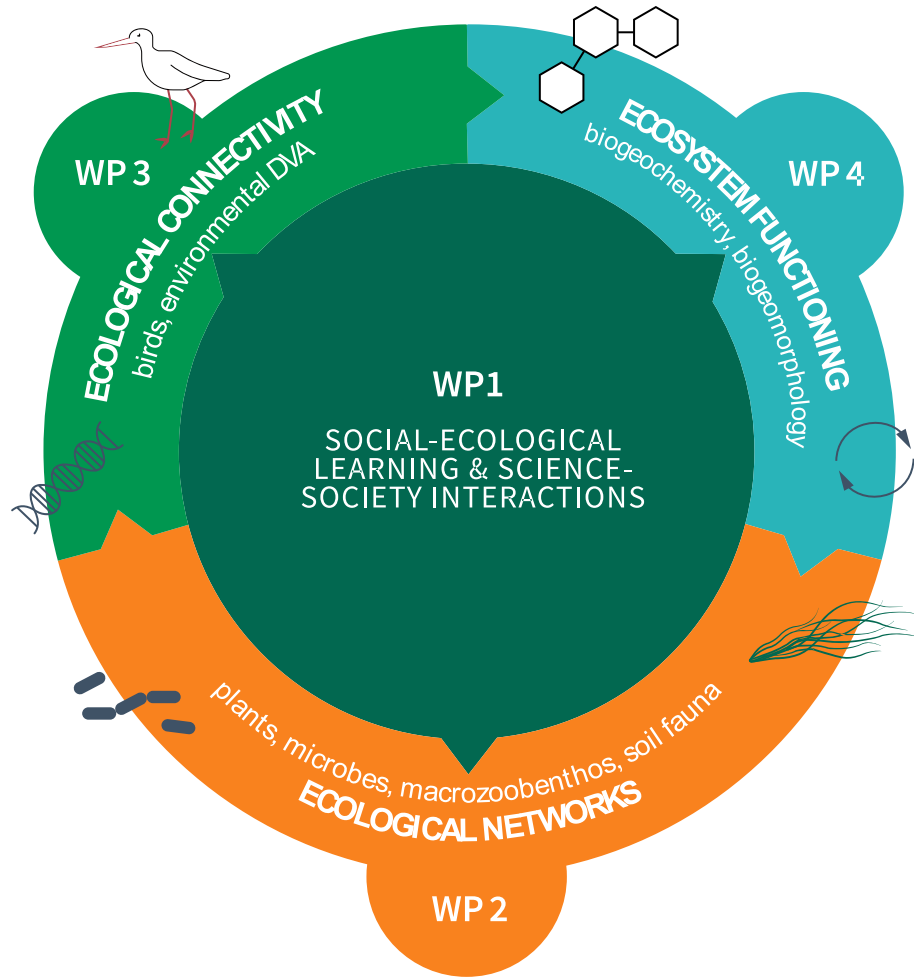 WP 3
ECOLOGICAL CONNECTIVITY
birds, environmental DVA
WP 4
ECOSYSTEM FUNCTIONING
biogeochemistry, biogeomorphology
WP1
SOCIAL-ECOLOGICAL
LEARNING & SCIENCE-
SOCIETY INTERACTIONS
plants, microbes, macrozoobenthos, soil fauna
ECOLOGICAL NETWORKS
WP 2